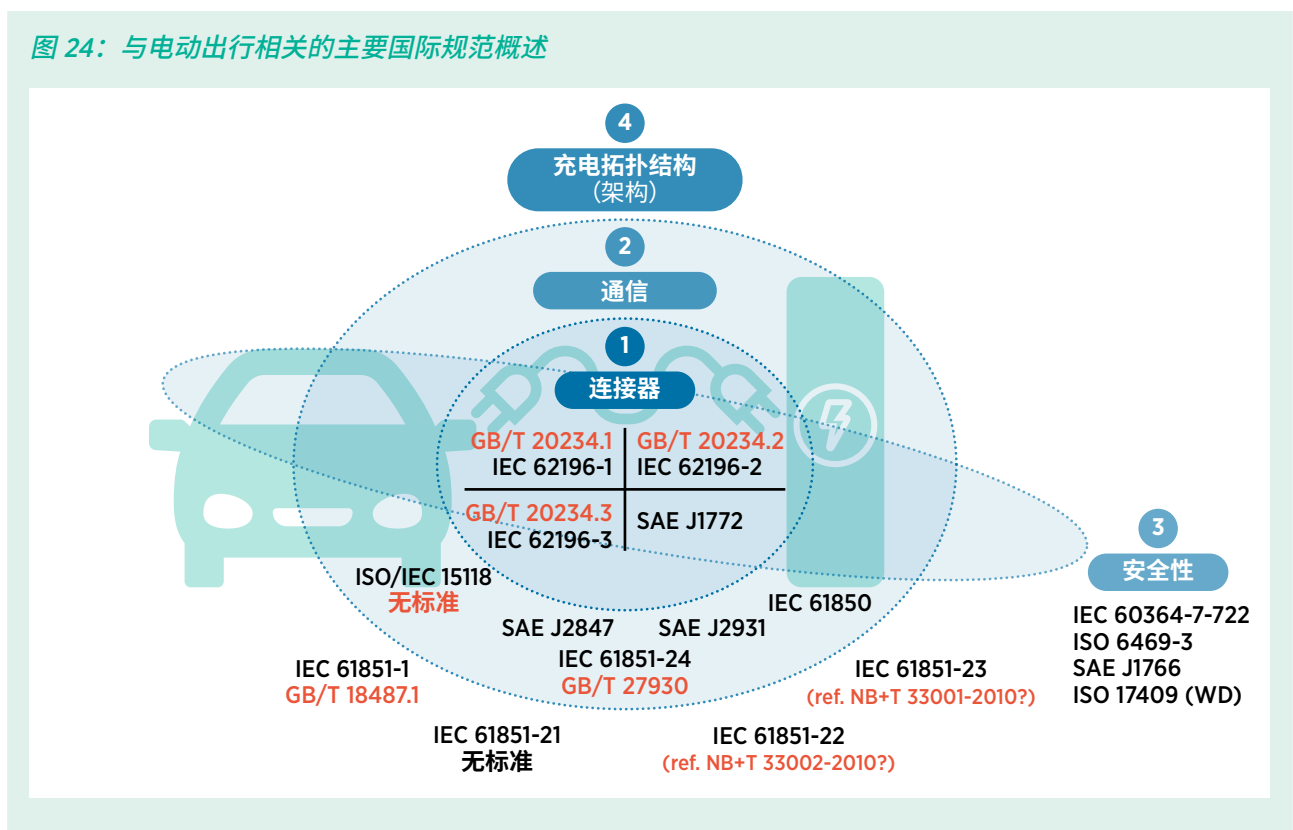 图 24：与电动出行相关的主要国际规范概述
4
充电拓扑结构
（架构）
2
通信
1
连接器
GB/T 20234.1
IEC 62196-1
GB/T 20234.2
IEC 62196-2
GB/T 20234.3
IEC 62196-3
SAE J1772
3
安全性
IEC 60364-7-722
ISO 6469-3
SAE J1766
ISO 17409 (WD)
ISO/IEC 15118
无标准
IEC 61850
SAE J2847
SAE J2931
IEC 61851-24
GB/T 27930
IEC 61851-1
GB/T 18487.1
IEC 61851-23
(ref. NB+T 33001-2010?)
IEC 61851-21
无标准
IEC 61851-22
(ref. NB+T 33002-2010?)